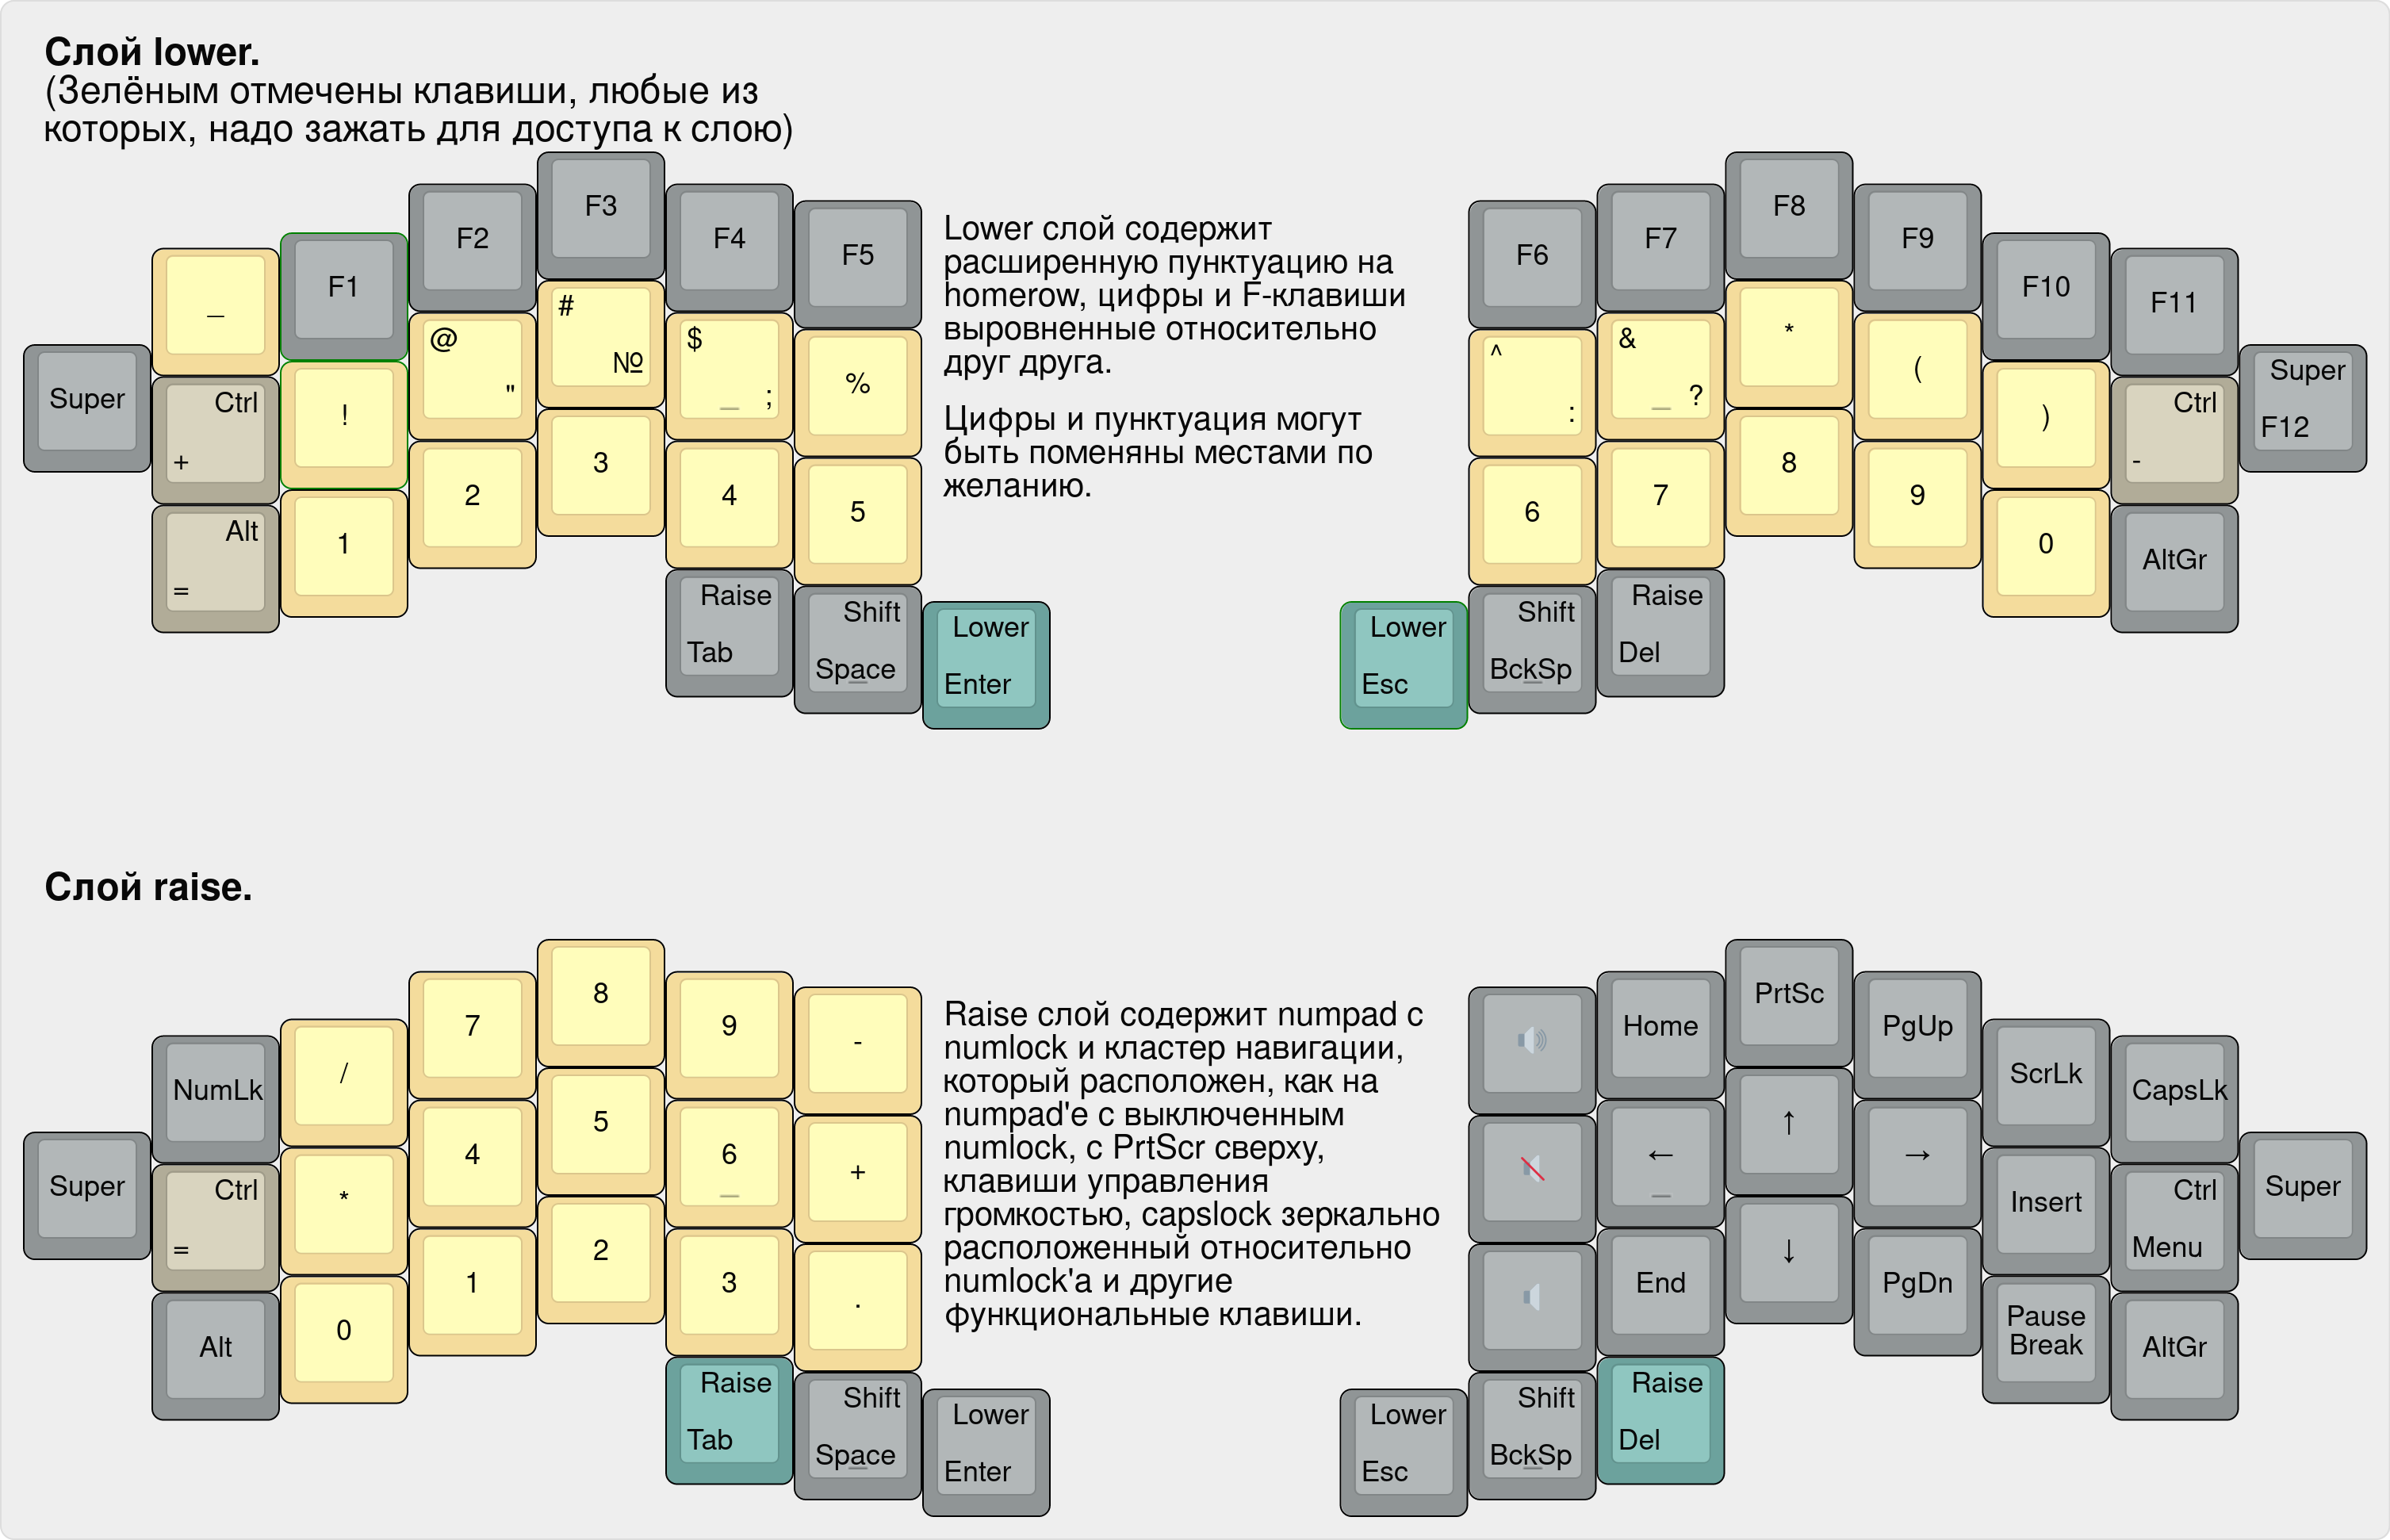 Слой lower.
(Зелёным отмечены клавиши, любые из
которых, надо зажать для доступа к слою)
F3
F8
F2
F4
F7
F9
F5
F6
F1
F10
_
F11
Lower слой содержит
расширенную пунктуацию на
homerow, цифры и F-клавиши
выровненные относительно
друг друга.
Цифры и пунктуация могут
быть поменяны местами по
желанию.
Super
Ctrl
+
!
@
"
#
№
$
;
%
^
:
&
?
*
(
)
Ctrl
-
Super
F12
Alt
=
1
2
3
4
5
6
7
8
9
0
AltGr
Raise
Tab
Shift
Space
Lower
Enter
Lower
Esc
Shift
BckSp
Raise
Del
Слой raise.
NumLk
/
7
8
9
-
Raise слой содержит numpad с
numlock и кластер навигации,
который расположен, как на
numpad'е с выключенным
numlock, с PrtScr сверху,
клавиши управления
громкостью, capslock зеркально
расположенный относительно
numlock'а и другие
функциональные клавиши.
Home
PrtSc
PgUp
ScrLk
CapsLk
Super
Ctrl
=
*
4
5
6
+
←
↑
→
Insert
Ctrl
Menu
Super
Alt
0
1
2
3
.
End
↓
PgDn
Pause
Break
AltGr
Raise
Tab
Shift
Space
Lower
Enter
Lower
Esc
Shift
BckSp
Raise
Del